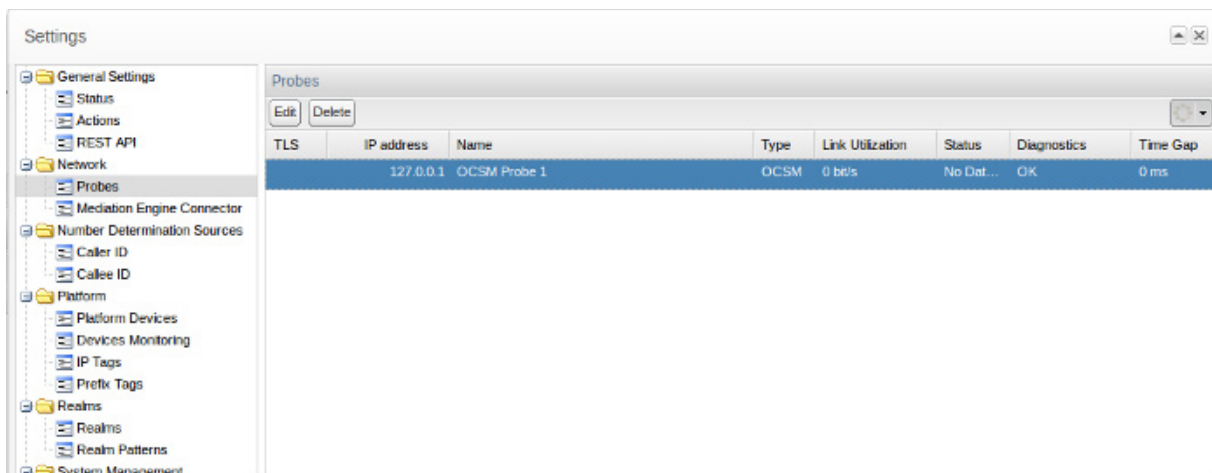 Settings
General Settings
Status
Actions
REST API
Network
Probes
Mediation Engine Connector
Number Determination Sources
Caller ID
Callee ID
Platform
Platform Devices
Devices Monitoring
IP Tags
Prefix Tags
Realms
Realms
Realm Patterns
System Management
Probes
Edit Delete
TLS IP address Name Type Link Utilization Status Diagnostics Time Gap
127.0.0.1 OCSM Probe 1 OCSM 0 bit/s No Dat... OK 0 ms